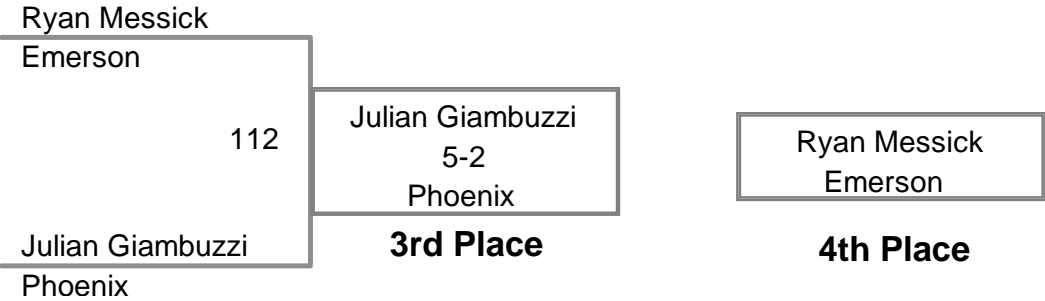 Ryan Messick
Emerson
112
Julian Giambuzzi
Phoenix
Julian Giambuzzi
5-2
Phoenix
3rd Place
Ryan Messick
Emerson
4th Place